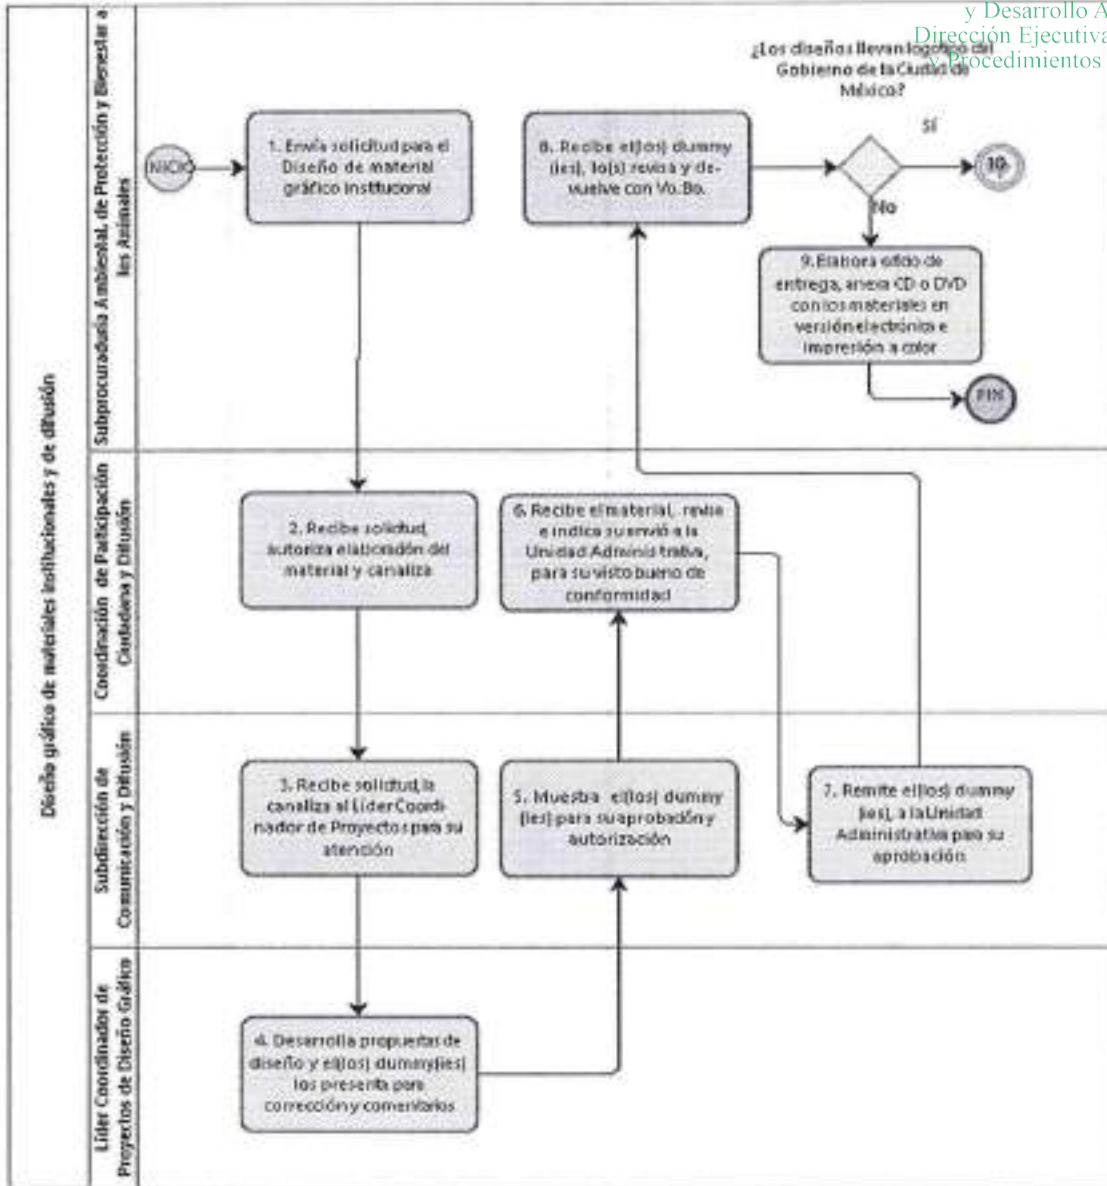 y Desarrollo A
Dirección Ejecutiva
y Procedimientos
Diseño gráfico de materiales institucionales y de difusión
Subprocuraduría Ambiental, de Protección y Bienestar a
los Animales
INICIO
1. Envía solicitud para el
Diseño de material
gráfico institucional
8. Recibe el(los) dummy
(ies), lo(s) revisa y de-
vuelve con Vo. Bo.
¿Los diseños llevan logotipo del
Gobierno de la Ciudad de
México?
Sí
10
No
9. Elabora oficio de
entrega, anexa CD o DVD
con los materiales en
versión electrónica e
impresión a color
FIN
Coordinación de Participación
Ciudadana y Difusión
2. Recibe solicitud,
autoriza elaboración del
material y canaliza
6. Recibe el material, revisa
e indica su envió a la
Unidad Administrativa,
para su visto bueno de
conformidad
Subdirección de
Comunicación y Difusión
3. Recibe solicitud, la
canaliza al Líder Coordi-
nador de Proyectos para su
atención
5. Muestra el(los) dummy
(ies) para su aprobación y
autorización
7. Remite el(los) dummy
(ies), a la Unidad
Administrativa para su
aprobación
Líder Coordinador de
Proyectos de Diseño Gráfico
4. Desarrolla propuestas de
diseño y el(los) dummy(ies)
los presenta para
corrección y comentarios